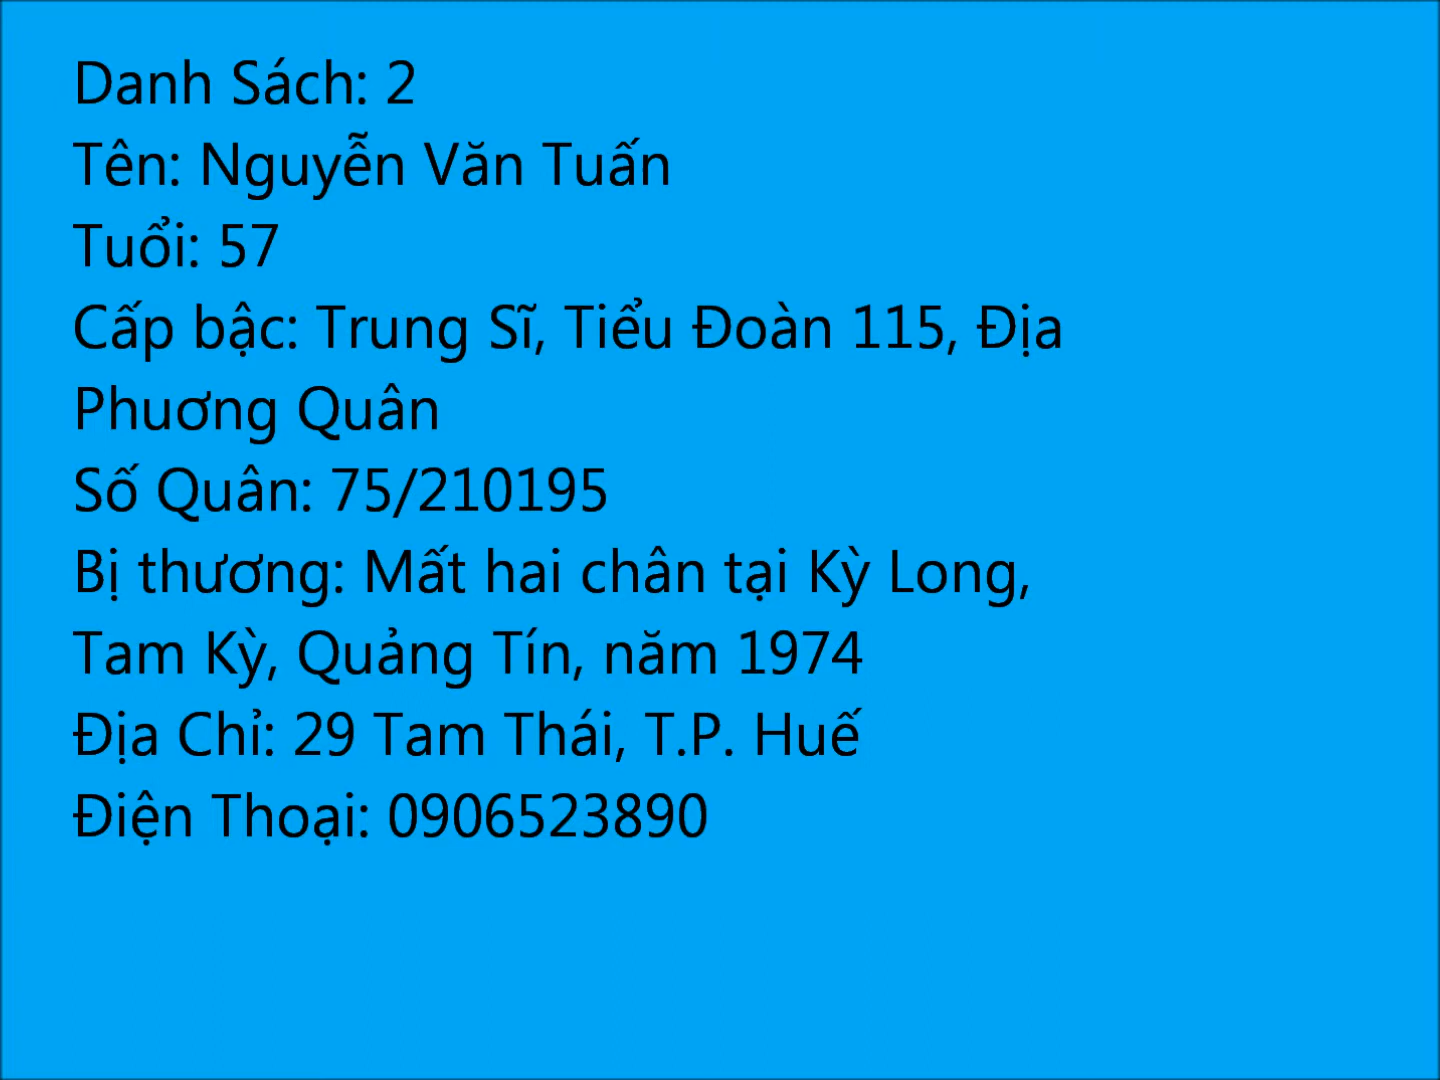 Danh Sách: 2
Tên: Nguyễn Văn Tuấn
Tuổi: 57
Cấp bậc: Trung Sĩ, Tiểu Đoàn 115, Địa
Phuơng Quân
Số Quân: 75/210195
Bị thương: Mất hai chân tại Kỳ Long,
Tam Kỳ, Quảng Tín, năm 1974
Địa Chỉ: 29 Tam Thái, T.P. Huế
Điện Thoại: 0906523890